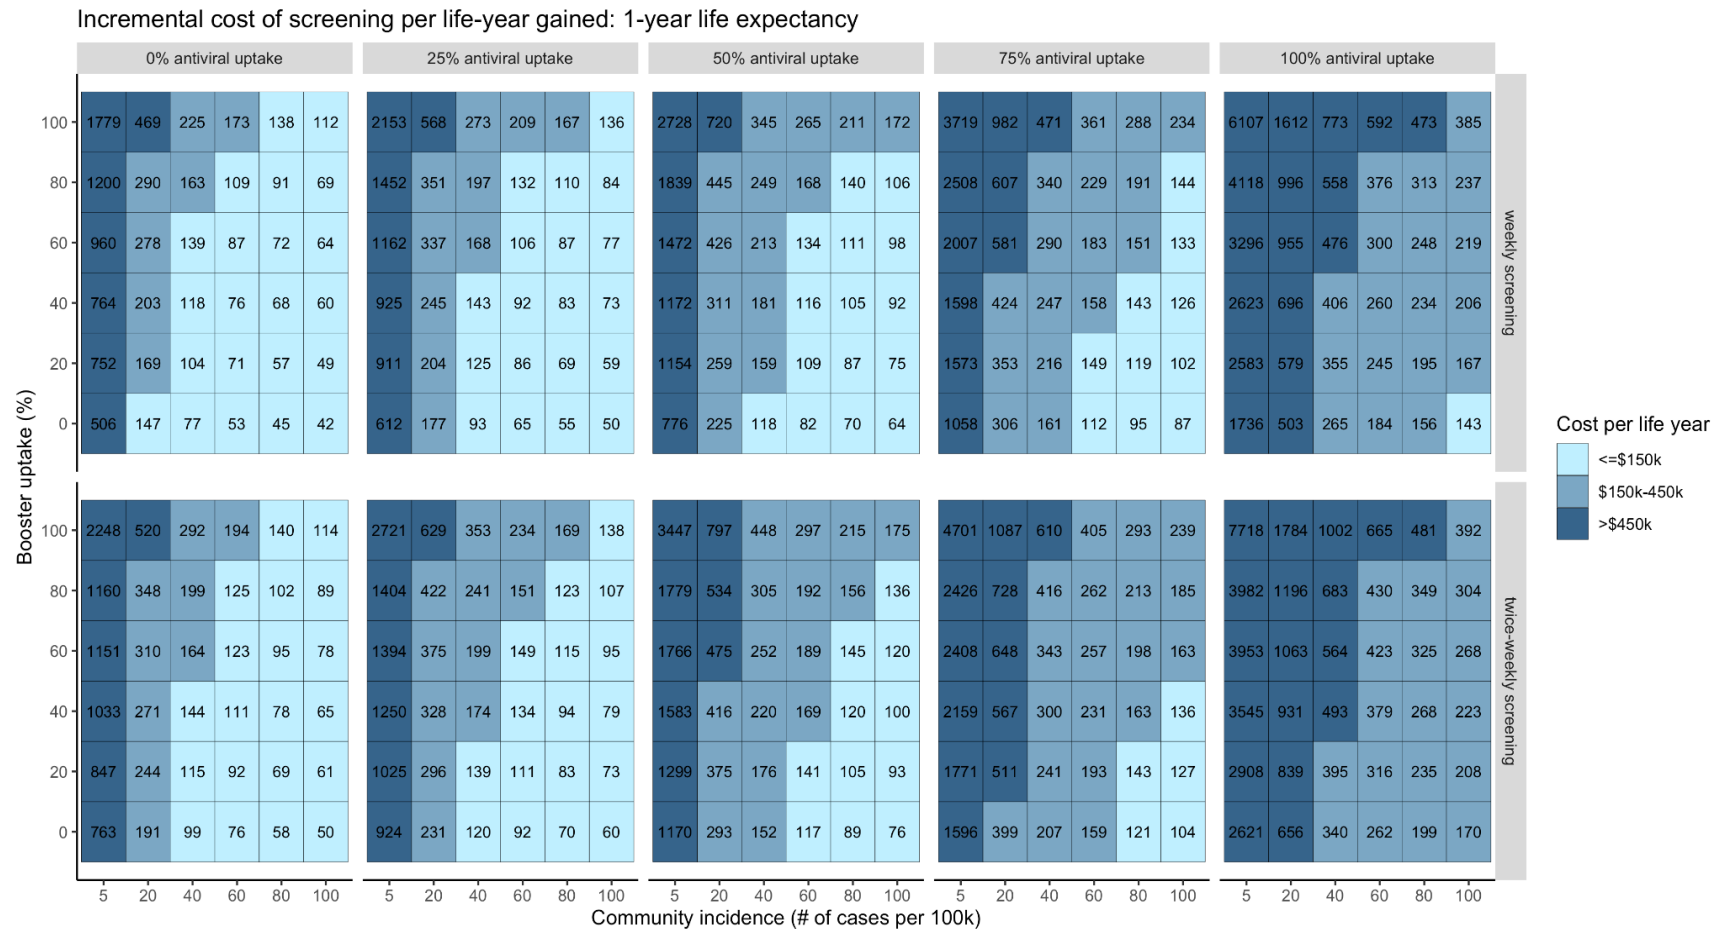 Incremental cost of screening per life-year gained: 1-year life expectancy
0% antiviral uptake 25% antiviral uptake 50% antiviral uptake 75% antiviral uptake 100% antiviral uptake
100 1779 469 225 173 138 112 2153 568 273 209 167 136 2728 720 345 265 211 172 3719 982 471 361 288 234 6107 1612 773 592 473 385
80 1200 290 163 109 91 69 1452 351 197 132 110 84 1839 445 249 168 140 106 2508 607 340 229 191 144 4118 996 558 376 313 237
60 960 278 139 87 72 64 1162 337 168 106 87 77 1472 426 213 134 111 98 2007 581 290 183 151 133 3296 955 476 300 248 219
40 764 203 118 76 68 60 925 245 143 92 83 73 1172 311 181 116 105 92 1598 424 247 158 143 126 2623 696 406 260 234 206
20 752 169 104 71 57 49 911 204 125 86 69 59 1154 259 159 109 87 75 1573 353 216 149 119 102 2583 579 355 245 195 167
0 506 147 77 53 45 42 612 177 93 65 55 50 776 225 118 82 70 64 1058 306 161 112 95 87 1736 503 265 184 156 143
weekly screening
100 2248 520 292 194 140 114 2721 629 353 234 169 138 3447 797 448 297 215 175 4701 1087 610 405 293 239 7718 1784 1002 665 481 392
80 1160 348 199 125 102 89 1404 422 241 151 123 107 1779 534 305 192 156 136 2426 728 416 262 213 185 3982 1196 683 430 349 304
60 1151 310 164 123 95 78 1394 375 199 149 115 95 1766 475 252 189 145 120 2408 648 343 257 198 163 3953 1063 564 423 325 268
40 1033 271 144 111 78 65 1250 328 174 134 94 79 1583 416 220 169 120 100 2159 567 300 231 163 136 3545 931 493 379 268 223
20 847 244 115 92 69 61 1025 296 139 111 83 73 1299 375 176 141 105 93 1771 511 241 193 143 127 2908 839 395 316 235 208
0 763 191 99 76 58 50 924 231 120 92 70 60 1170 293 152 117 89 76 1596 399 207 159 121 104 2621 656 340 262 199 170
twice-weekly screening
5 20 40 60 80 100 5 20 40 60 80 100 5 20 40 60 80 100 5 20 40 60 80 100 5 20 40 60 80 100
Community incidence (# of cases per 100k)
Booster uptake (%)
Cost per life year
<=$150k
$150k-450k
>$450k